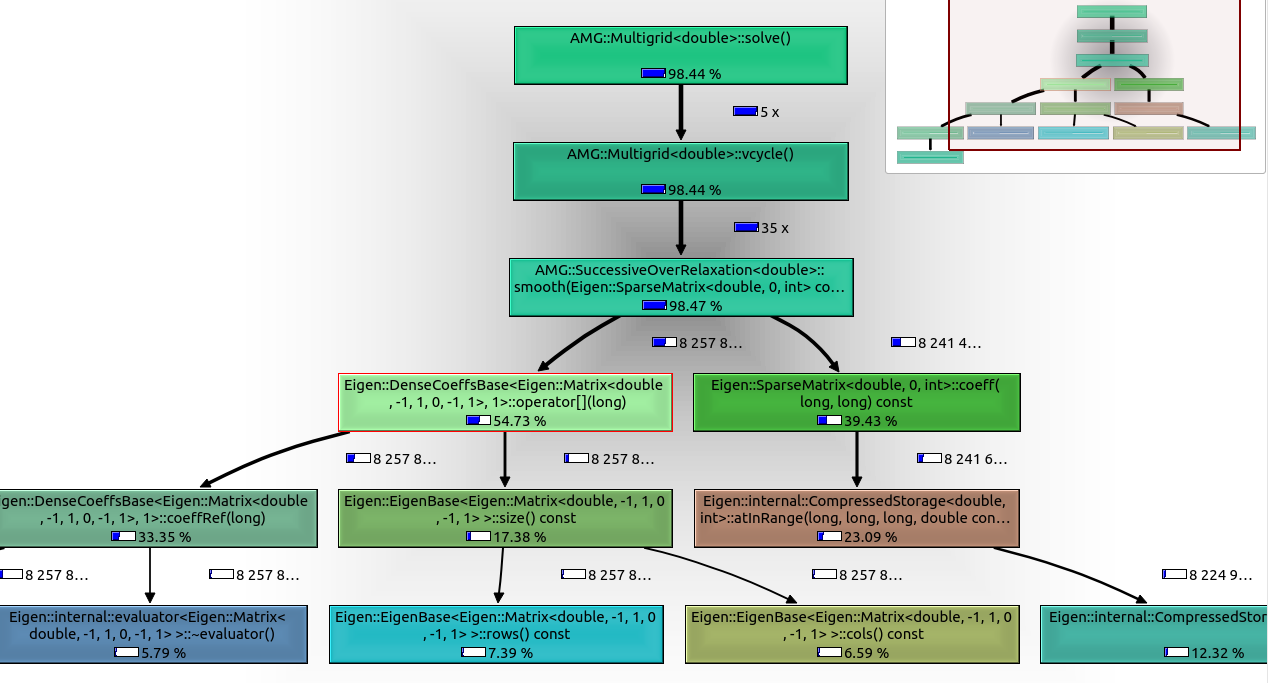 AMG::Multigrid<double>::solve()
98.44 %
5 x
AMG::Multigrid<double>::vcycle()
98.44 %
35 x
AMG::SuccessiveOverRelaxation<double>::
smooth(Eigen::SparseMatrix<double, 0, int> co...
98.47 %
8 257 8...
8 241 4...
Eigen::DenseCoeffsBase<Eigen::Matrix<double
, -1, 1, 0, -1, 1>, 1>::operator[](long)
54.73 %
Eigen::SparseMatrix<double, 0, int>::coeff(
long, long) const
39.43 %
8 257 8...
8 257 8...
8 241 6...
igen::DenseCoeffsBase<Eigen::Matrix<double
, -1, 1, 0, -1, 1>, 1>::coeffRef(long)
33.35 %
Eigen::EigenBase<Eigen::Matrix<double, -1, 1, 0
, -1, 1> >::size() const
17.38 %
Eigen::internal::CompressedStorage<double,
int>::atInRange(long, long, long, double con...
23.09 %
8 257 8...
8 257 8...
8 257 8...
8 257 8...
8 224 9...
Eigen::internal::evaluator<Eigen::Matrix<
double, -1, 1, 0, -1, 1> >::~evaluator()
5.79 %
Eigen::EigenBase<Eigen::Matrix<double, -1, 1, 0
, -1, 1> >::rows() const
7.39 %
Eigen::EigenBase<Eigen::Matrix<double, -1, 1, 0
, -1, 1> >::cols() const
6.59 %
Eigen::internal::CompressedStor
12.32 %